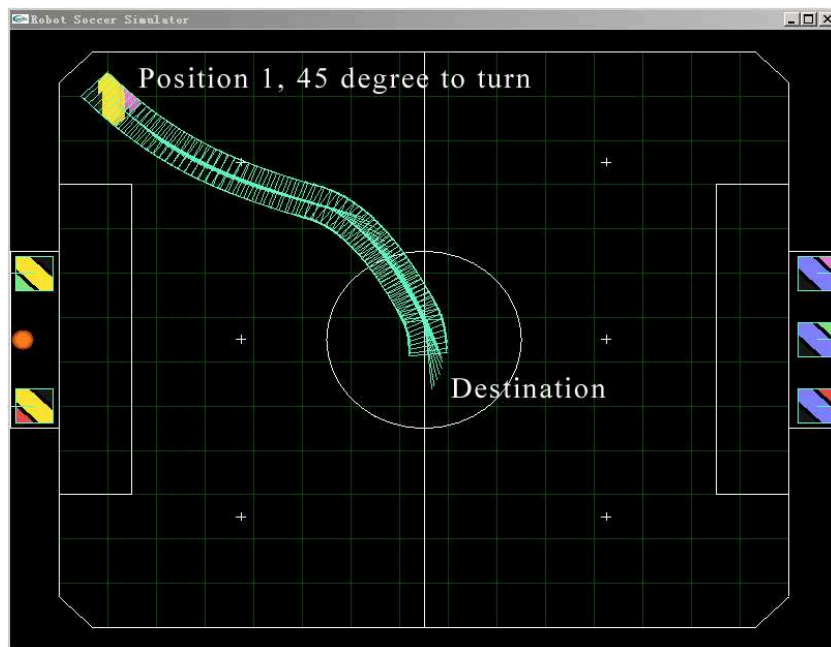 Robot Soccer Simulator
Position 1, 45 degree to turn
Destination